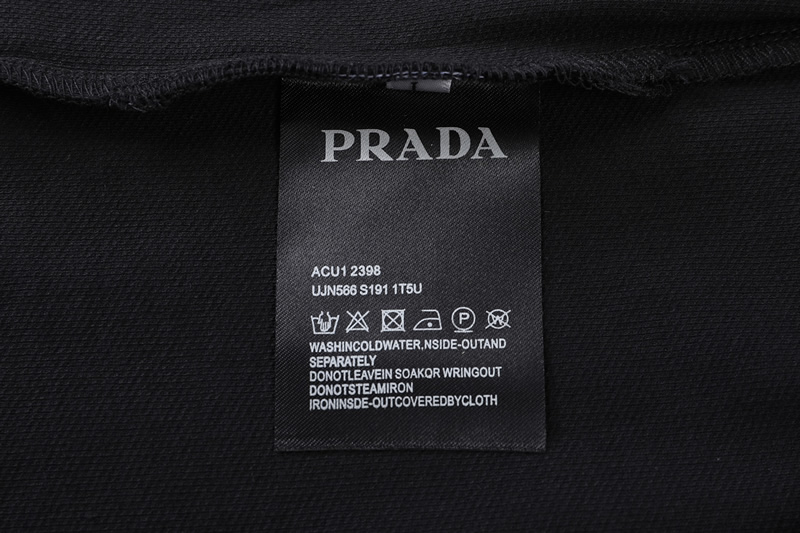 PRADA
ACU1 2398
UJN566 S191 1T5U
P W
WASHINCOLDWATER,NSIDE-OUTAND
SEPARATELY
DONOTLEAVEIN SOAKQR WRINGOUT
DONOTSTEAMIRON
IRONINSDE-OUTCOVEREDBYCLOTH